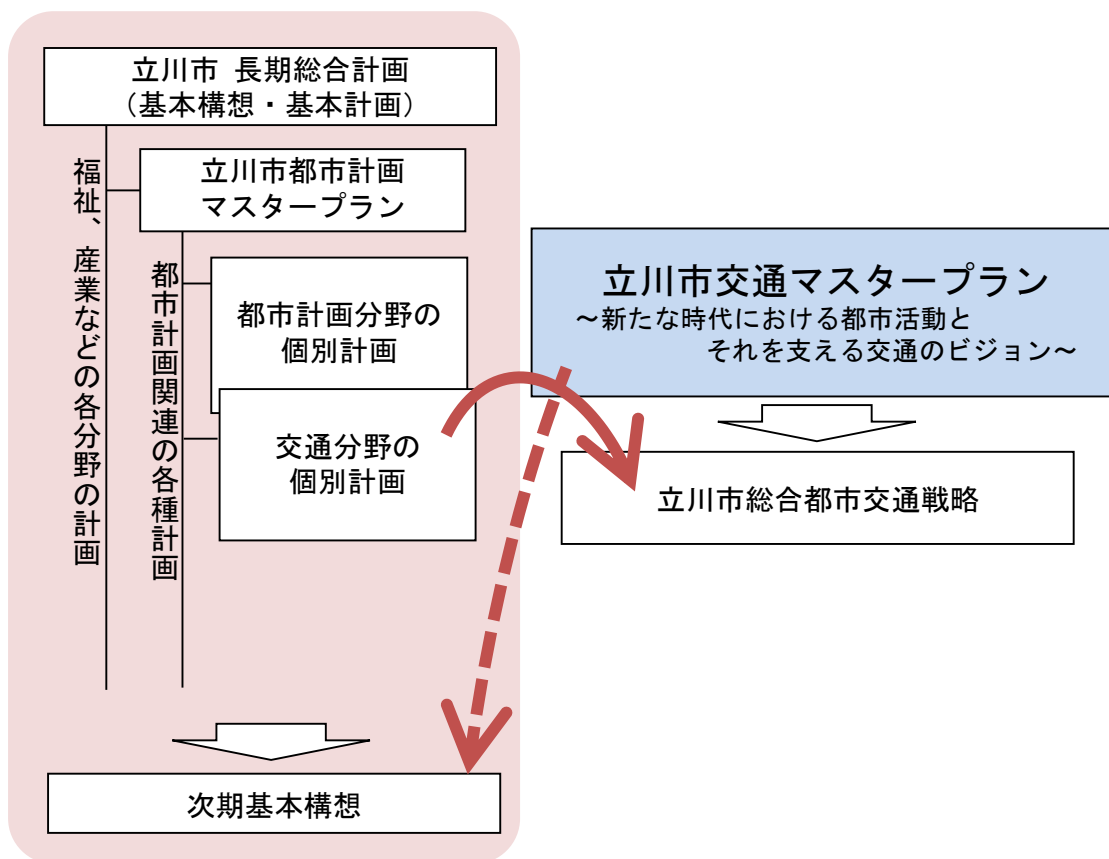 立川市 長期総合計画
(基本構想・基本計画)
福祉、産業などの各分野の計画
立川市都市計画
マスタープラン
都市計画関連の各種計画
都市計画分野の
個別計画
交通分野の
個別計画
次期基本構想
立川市交通マスタープラン
～新たな時代における都市活動と
それを支える交通のビジョン～
立川市総合都市交通戦略